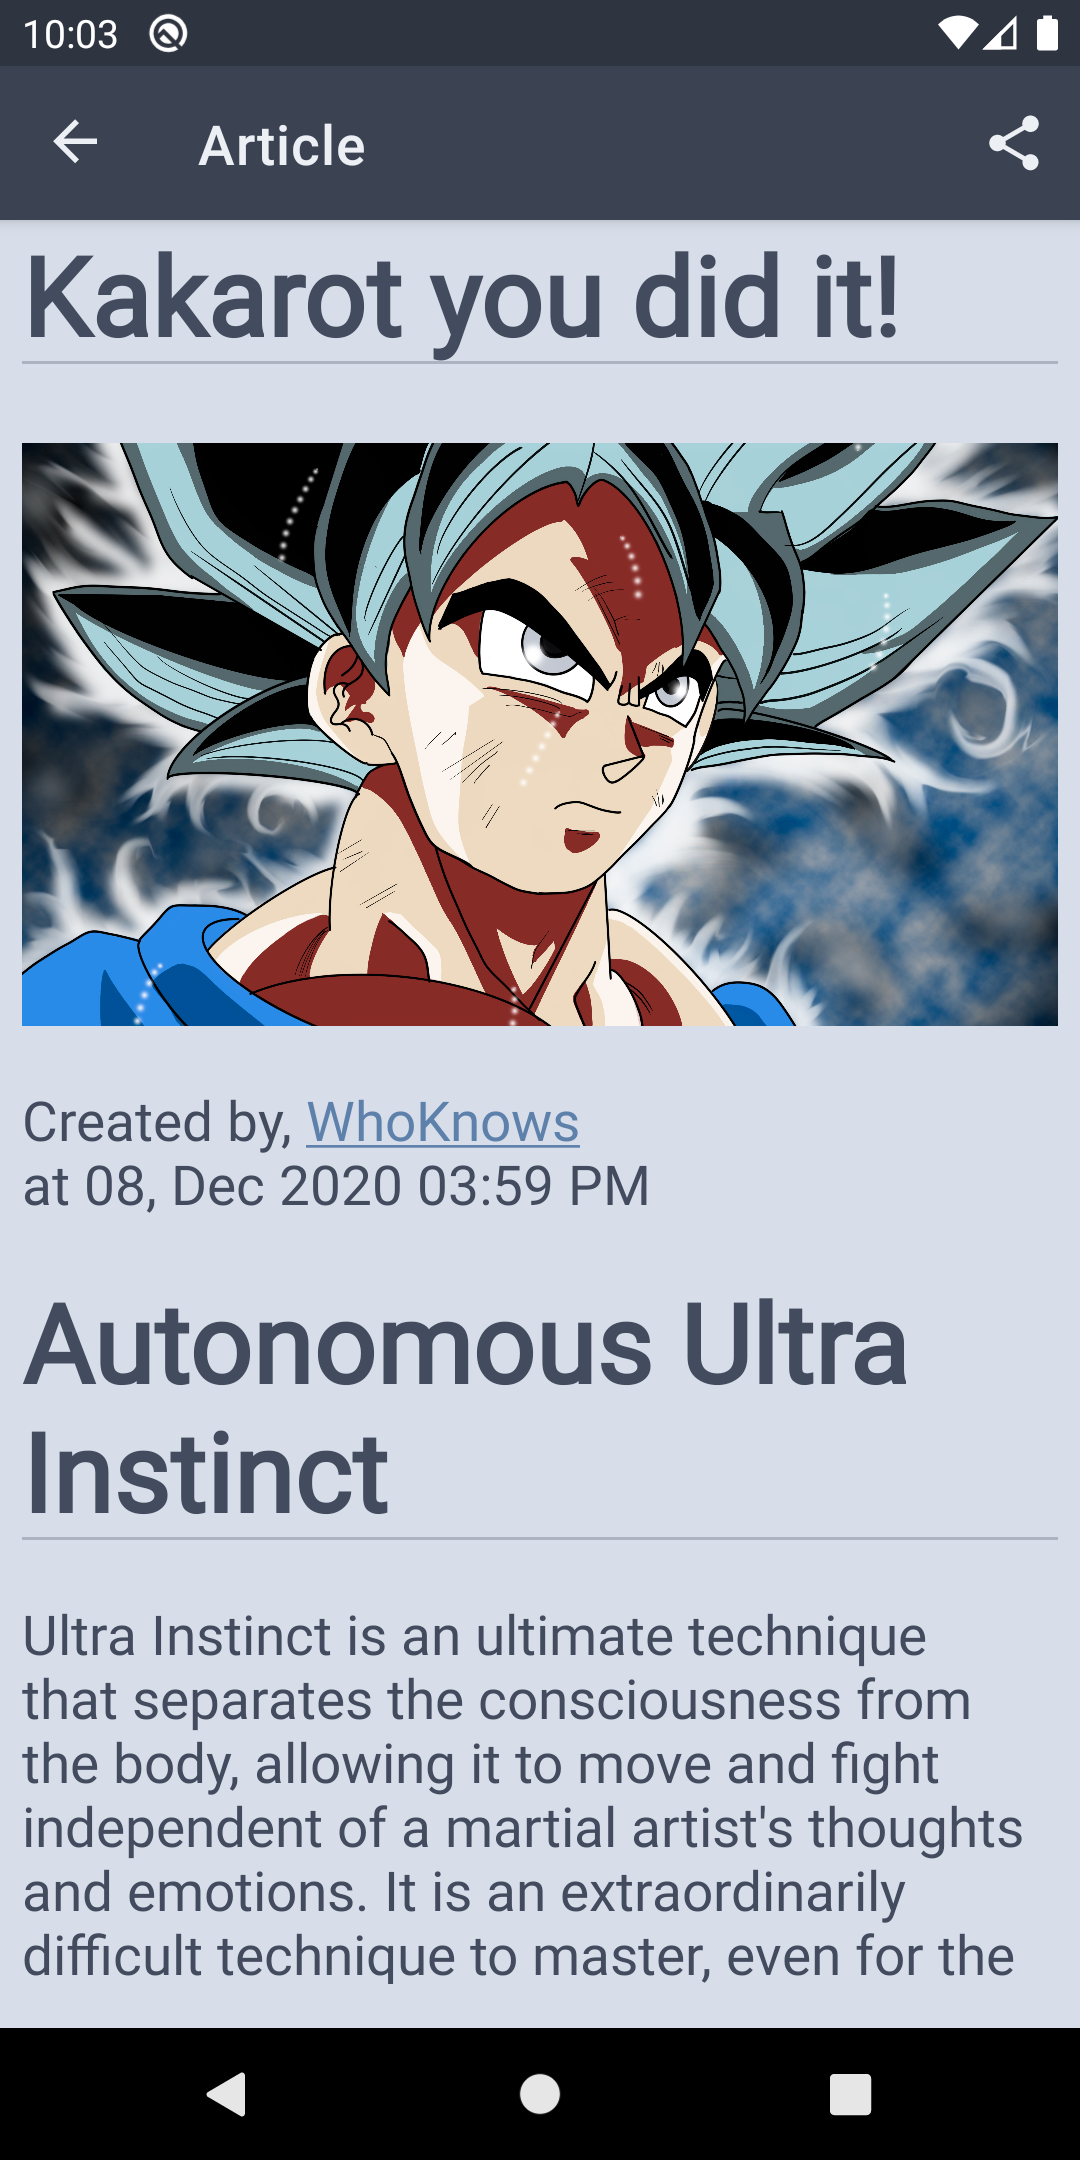 10:03
Article
Kakarot you did it!
Created by, WhoKnows
at 08, Dec 2020 03:59 PM
Autonomous Ultra
Instinct
Ultra Instinct is an ultimate technique
that separates the consciousness from
the body, allowing it to move and fight
independent of a martial artist's thoughts
and emotions. It is an extraordinarily
difficult technique to master, even for the